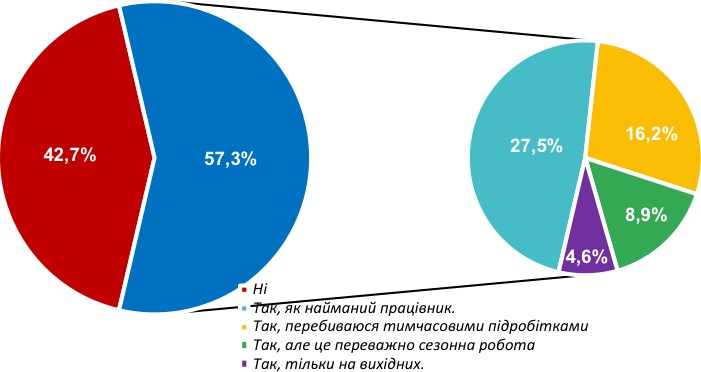 42,7%
57,3%
27,5%
16,2%
8,9%
4,6%
Ні
Так, як найманий працівник.
Так, перебиваюся тимчасовими підробітками
Так, але це переважно сезонна робота
Так, тільки на вихідних.